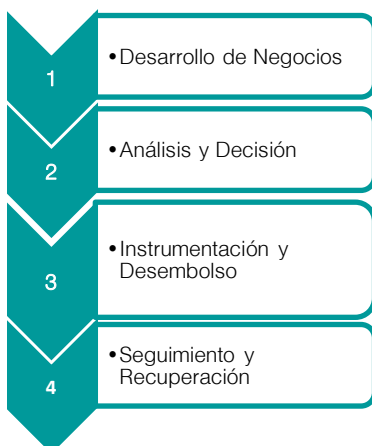 1
•Desarrollo de Negocios
2
•Análisis y Decisión
3
•Instrumentación y
Desembolso
4
•Seguimiento y
Recuperación